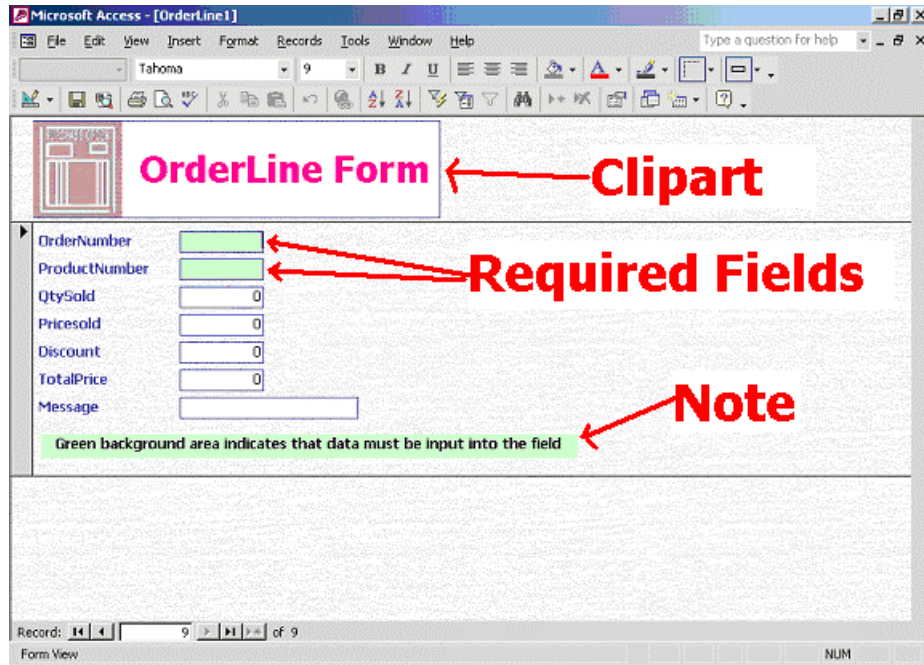 Microsoft Access - [OrderLine1]
File Edit View Insert Format Records Tools Window Help Type a question for help
Tahoma 9 B I U
OrderLine Form
Clipart
OrderNumber
ProductNumber
Required Fields
QtySold 0
Pricesold 0
Discount 0
TotalPrice 0
Message
Note
Green background area indicates that data must be input into the field
Record: 9 of 9
Form View NUM